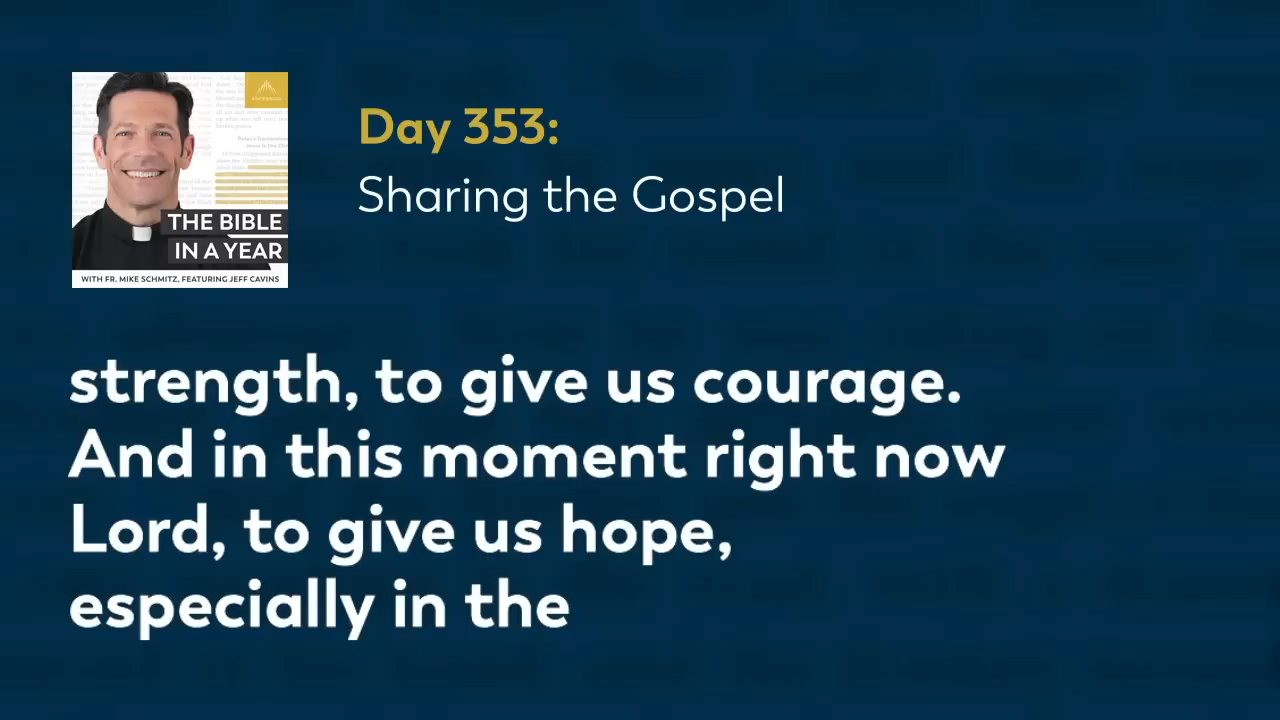 Day 353:
Sharing the Gospel
THE BIBLE
IN A YEAR
WITH FR. MIKE SCHMITZ, FEATURING JEFF CAVINS
strength, to give us courage.
And in this moment right now
Lord, to give us hope,
especially in the